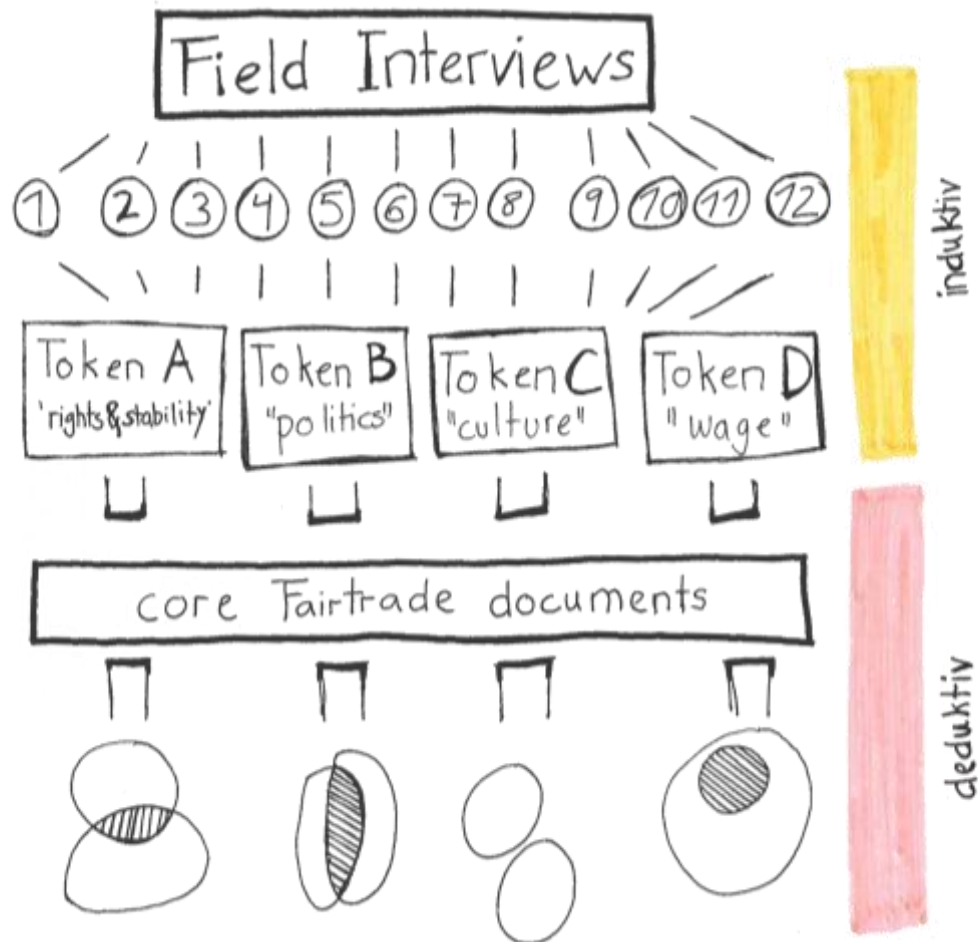 Field Interviews
1 2 3 4 5 6 7 8 9 10 11 12
induktiv
Token A
'rights&stability'
Token B
"politics"
Token C
"culture"
Token D
"wage"
core Fairtrade documents
deduktiv